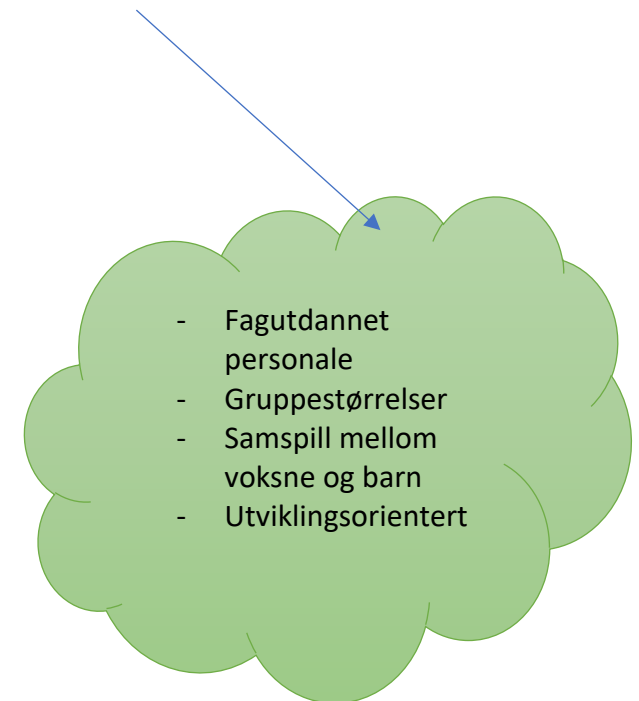 - Fagutdannet
personale
- Gruppestørrelser
- Samspill mellom
voksne og barn
- Utviklingsorientert